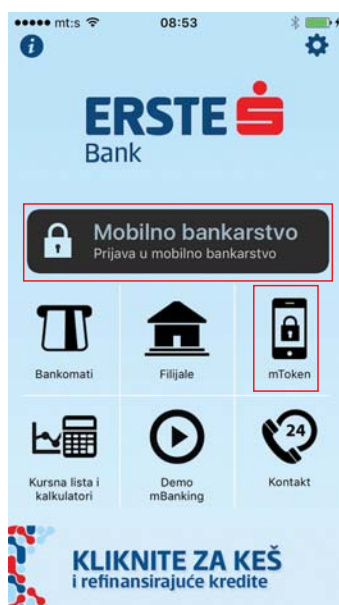 mt:s 08:53
ERSTE
Bank
Mobilno bankarstvo
Prijava u mobilno bankarstvo
Bankomati Filijale mToken
24
Kursna lista i Demo Kontakt
kalkulatori mBanking
KLIKNITE ZA KEŠ
i refinansirajuće kredite